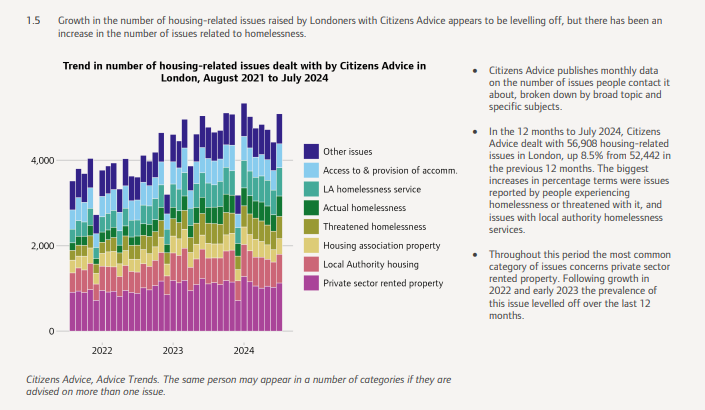 1.5 Growth in the number of housing-related issues raised by Londoners with Citizens Advice appears to be levelling off, but there has been an
increase in the number of issues related to homelessness.
Trend in number of housing-related issues dealt with by Citizens Advice in
London, August 2021 to July 2024
4,000
2,000
0
2022
2023
2024
Other issues
Access to & provision of accomm.
LA homelessness service
Actual homelessness
Threatened homelessness
Housing association property
Local Authority housing
Private sector rented property
Citizens Advice, Advice Trends. The same person may appear in a number of categories if they are
advised on more than one issue.
• Citizens Advice publishes monthly data
on the number of issues people contact it
about, broken down by broad topic and
specific subjects.
• In the 12 months to July 2024, Citizens
Advice dealt with 56,908 housing-related
issues in London, up 8.5% from 52,442 in
the previous 12 months. The biggest
increases in percentage terms were issues
reported by people experiencing
homelessness or threatened with it, and
issues with local authority homelessness
services.
• Throughout this period the most common
category of issues concerns private sector
rented property. Following growth in
2022 and early 2023 the prevalence of
this issue levelled off over the last 12
months.